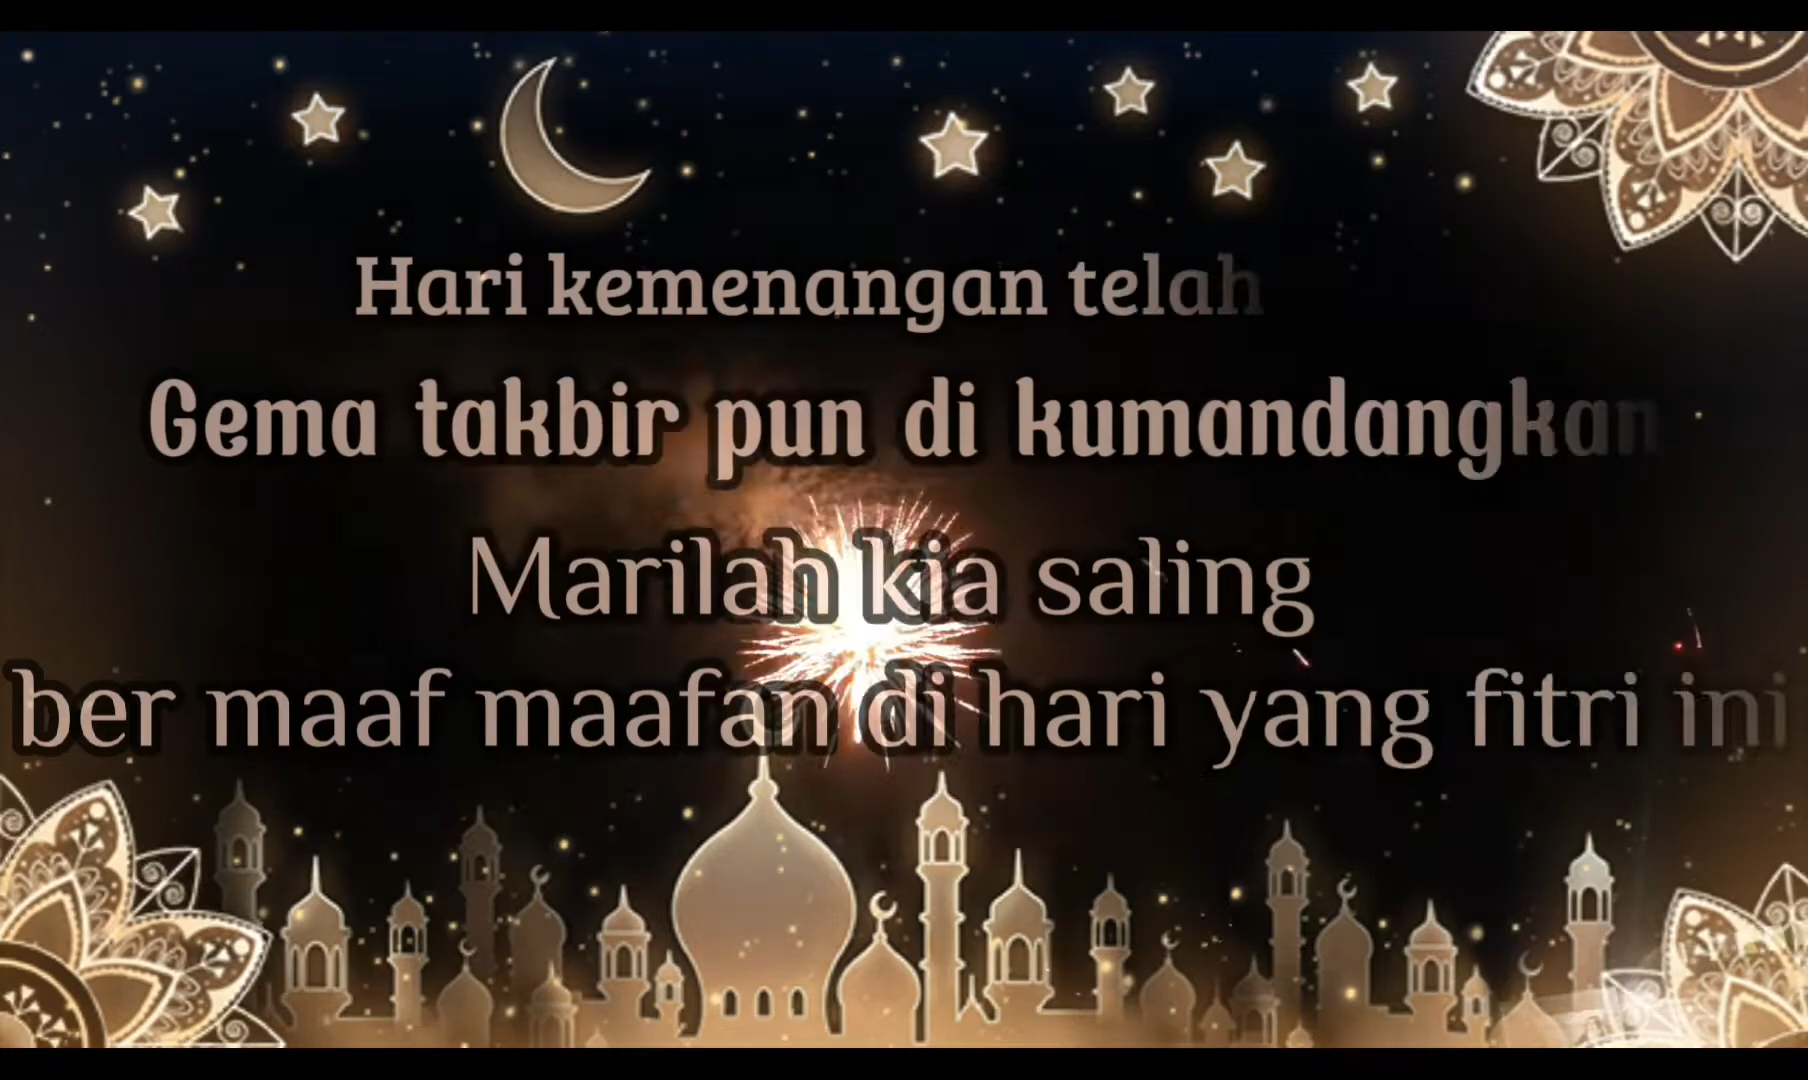 Hari kemenangan telah
Gema takbir pun di kumandangkan
Marilah kia saling
ber maaf maafan di hari yang fitri ini